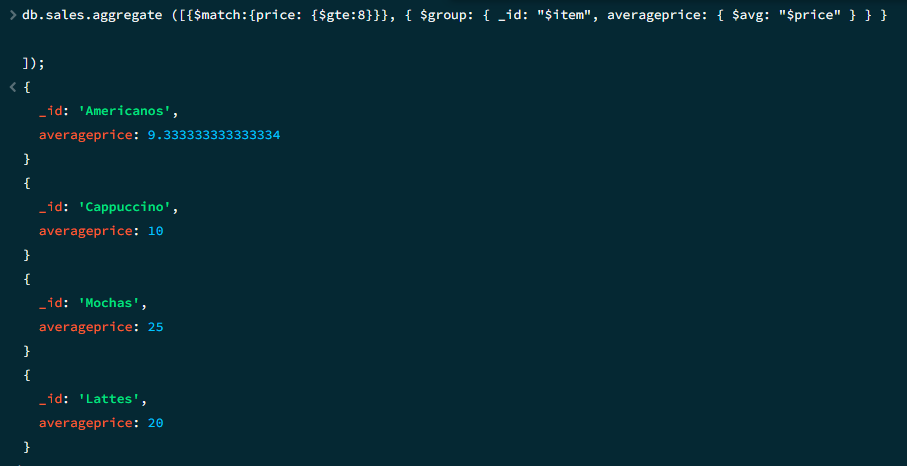 db.sales.aggregate ([{$match:{price: {$gte:8}}}, { $group: { _id: "$item", averageprice: { $avg: "$price" } } }
]);
{
_id: 'Americanos',
averageprice: 9.333333333333334
}
{
_id: 'Cappuccino',
averageprice: 10
}
{
_id: 'Mochas',
averageprice: 25
}
{
_id: 'Lattes',
averageprice: 20
}